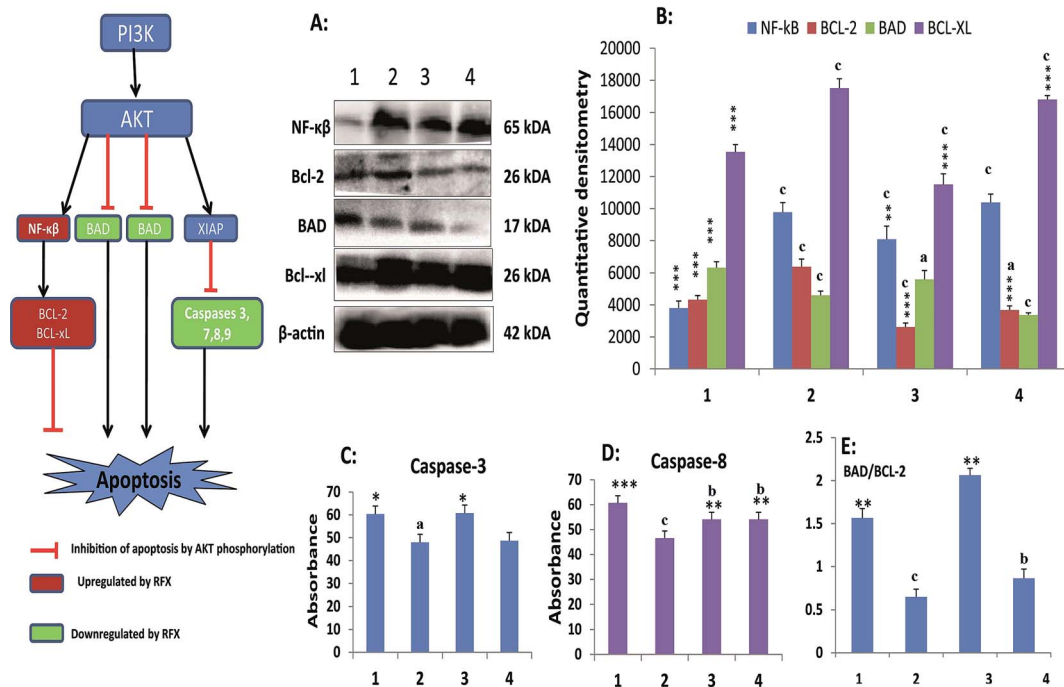 PI3K
AKT
NF-κβ
BAD
BAD
XIAP
BCL-2
BCL-xL
Caspases 3,
7,8,9
Apoptosis
Inhibition of apoptosis by AKT phosphorylation
Upregulated by RFX
Downregulated by RFX
A:
1 2 3 4
NF-κβ 65 kDA
Bcl-2 26 kDA
BAD 17 kDA
Bcl--xl 26 kDA
β-actin 42 kDA
B:
NF-kB BCL-2 BAD BCL-XL
Quantitative densitometry
20000
18000
16000
14000
12000
10000
8000
6000
4000
2000
0
*** *** *** ***
c c c c
c ** c *** a c ***
c a *** c ***
1 2 3 4
C:
Caspase-3
Absorbance
70
60
50
40
30
20
10
0
* a *
1 2 3 4
D:
Caspase-8
Absorbance
70
60
50
40
30
20
10
0
*** c b ** b **
1 2 3 4
E:
BAD/BCL-2
2.5
2
1.5
1
0.5
0
** c ** b
1 2 3 4